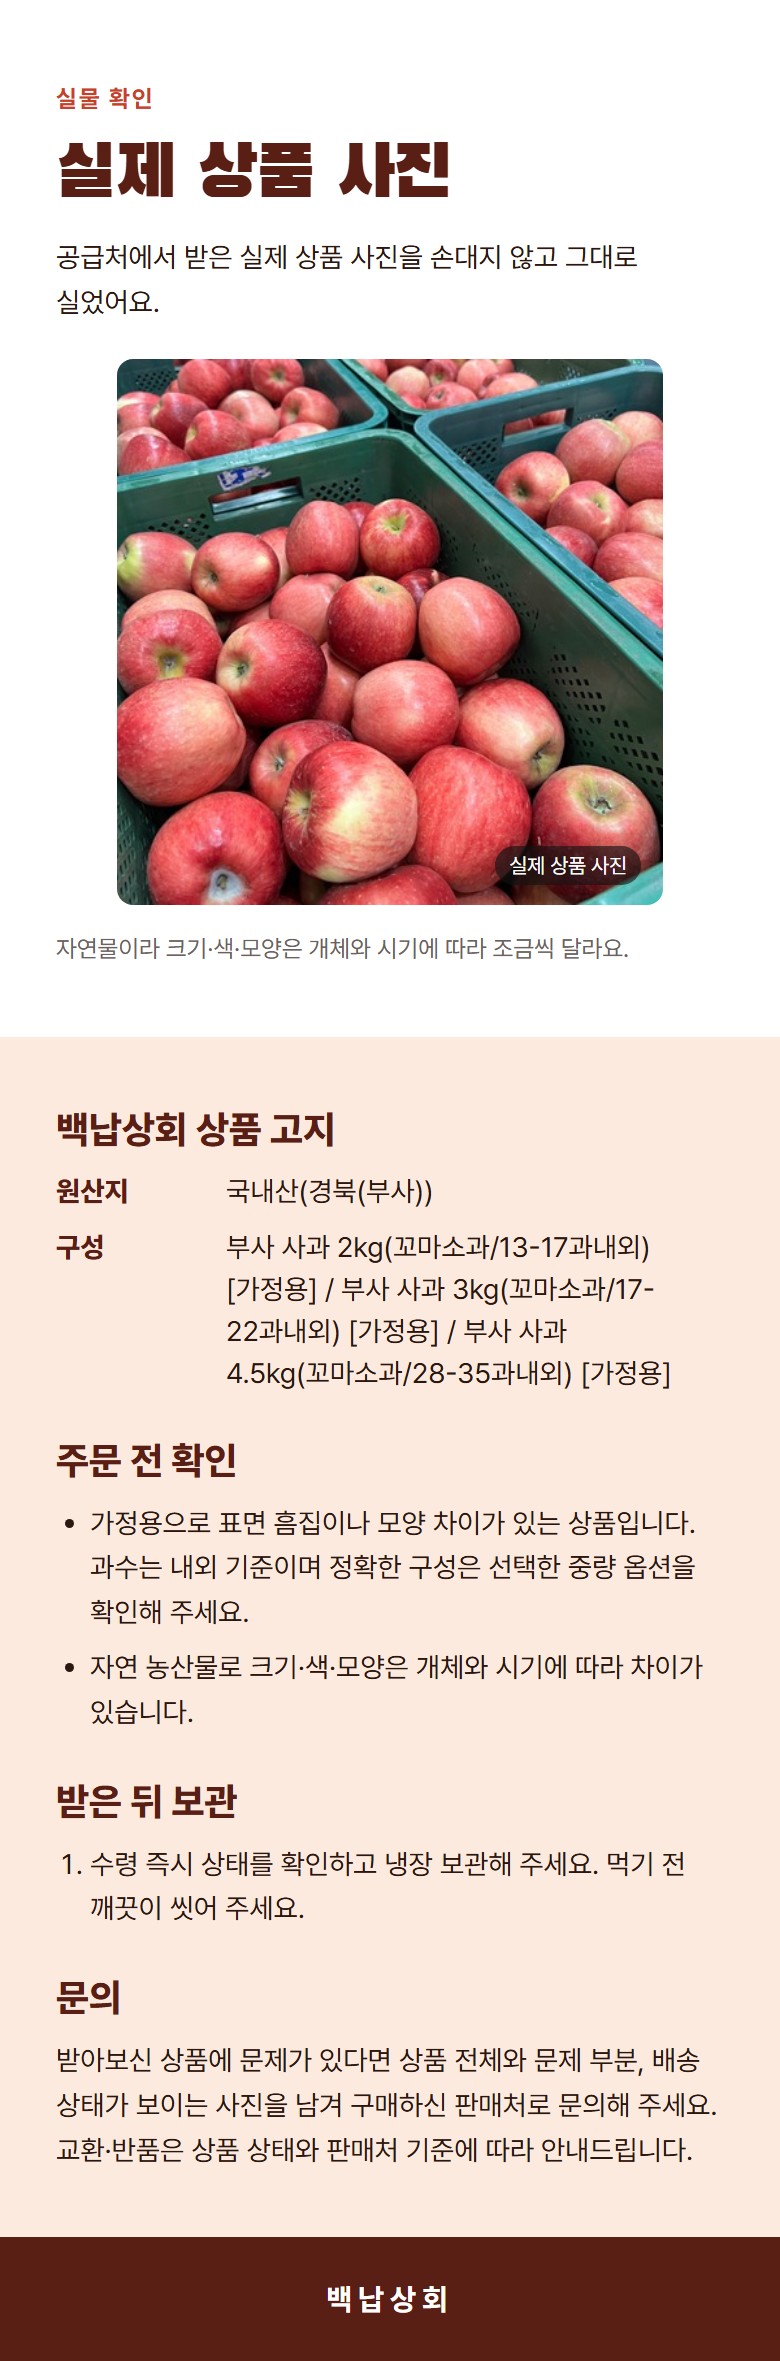 실물 확인
실제 상품 사진
공급처에서 받은 실제 상품 사진을 손대지 않고 그대로
실었어요.
실제 상품 사진
자연물이라 크기·색·모양은 개체와 시기에 따라 조금씩 달라요.
백납상회 상품 고지
원산지 국내산(경북(부사))
구성 부사 사과 2kg(꼬마소과/13-17과내외)
[가정용] / 부사 사과 3kg(꼬마소과/17-
22과내외) [가정용] / 부사 사과
4.5kg(꼬마소과/28-35과내외) [가정용]
주문 전 확인
• 가정용으로 표면 흠집이나 모양 차이가 있는 상품입니다.
과수는 내외 기준이며 정확한 구성은 선택한 중량 옵션을
확인해 주세요.
• 자연 농산물로 크기·색·모양은 개체와 시기에 따라 차이가
있습니다.
받은 뒤 보관
1. 수령 즉시 상태를 확인하고 냉장 보관해 주세요. 먹기 전
깨끗이 씻어 주세요.
문의
받아보신 상품에 문제가 있다면 상품 전체와 문제 부분, 배송
상태가 보이는 사진을 남겨 구매하신 판매처로 문의해 주세요.
교환·반품은 상품 상태와 판매처 기준에 따라 안내드립니다.
백납상회